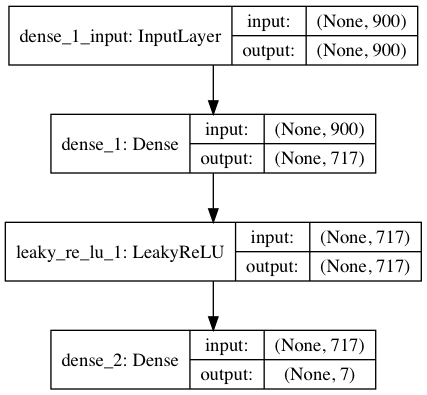 dense_1_input: InputLayer
input: (None, 900)
output: (None, 900)
dense_1: Dense
input: (None, 900)
output: (None, 717)
leaky_re_lu_1: LeakyReLU
input: (None, 717)
output: (None, 717)
dense_2: Dense
input: (None, 717)
output: (None, 7)